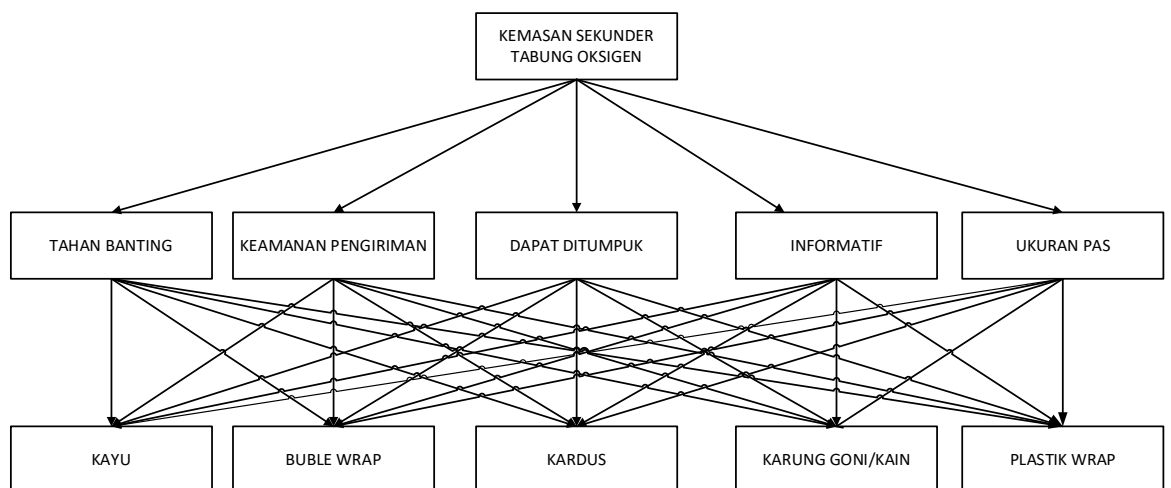 KEMASAN SEKUNDER
TABUNG OKSIGEN
TAHAN BANTING
KEAMANAN PENGIRIMAN
DAPAT DITUMPUK
INFORMATIF
UKURAN PAS
KAYU
BUBLE WRAP
KARDUS
KARUNG GONI/KAIN
PLASTIK WRAP